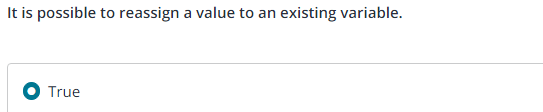 It is possible to reassign a value to an existing variable.
True